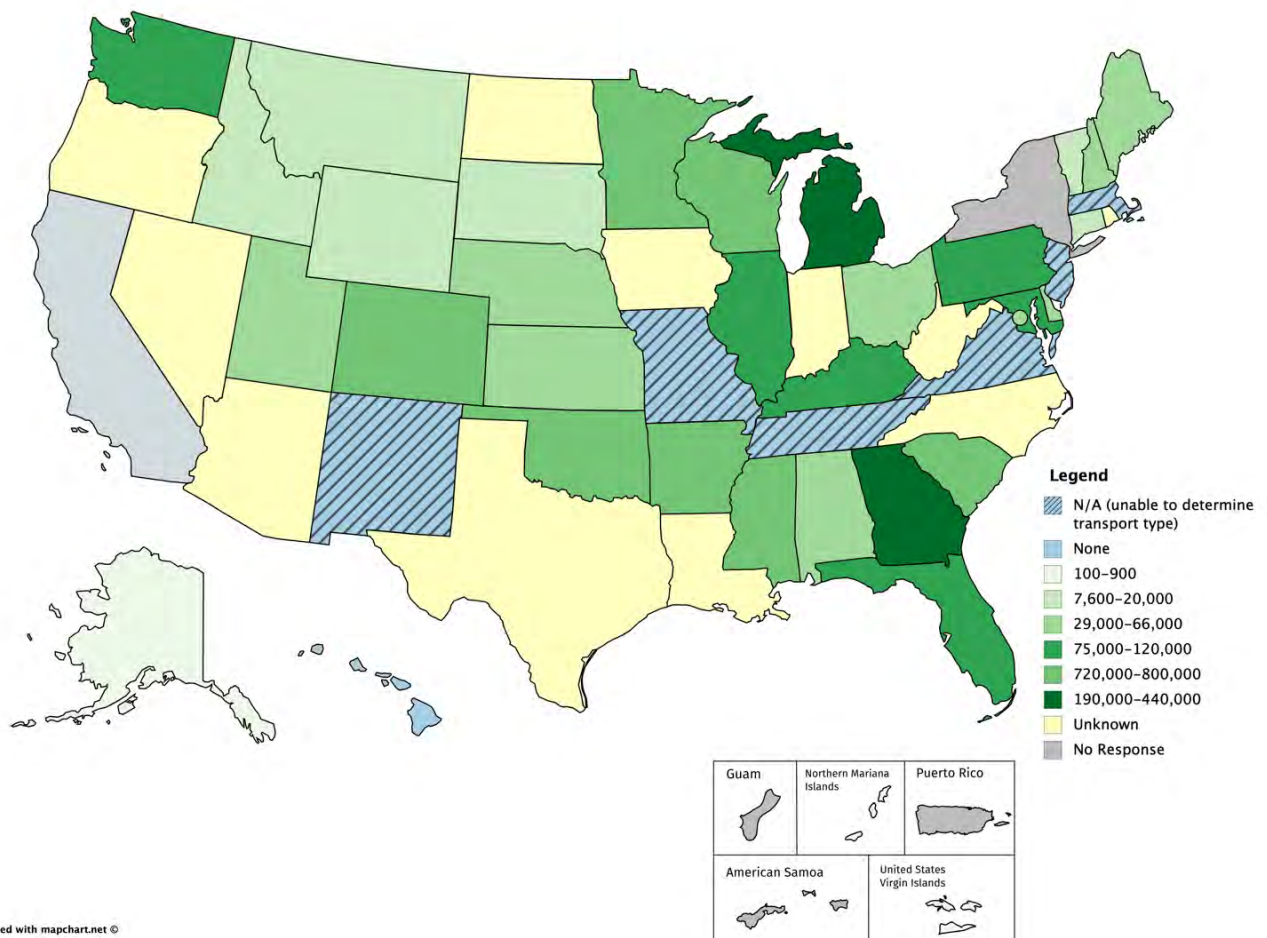 Legend
N/A (unable to determine
transport type)
None
100–900
7,600–20,000
29,000–66,000
75,000–120,000
720,000–800,000
190,000–440,000
Unknown
No Response
Guam
Northern Mariana
Islands
Puerto Rico
American Samoa
United States
Virgin Islands
ed with mapchart.net ©